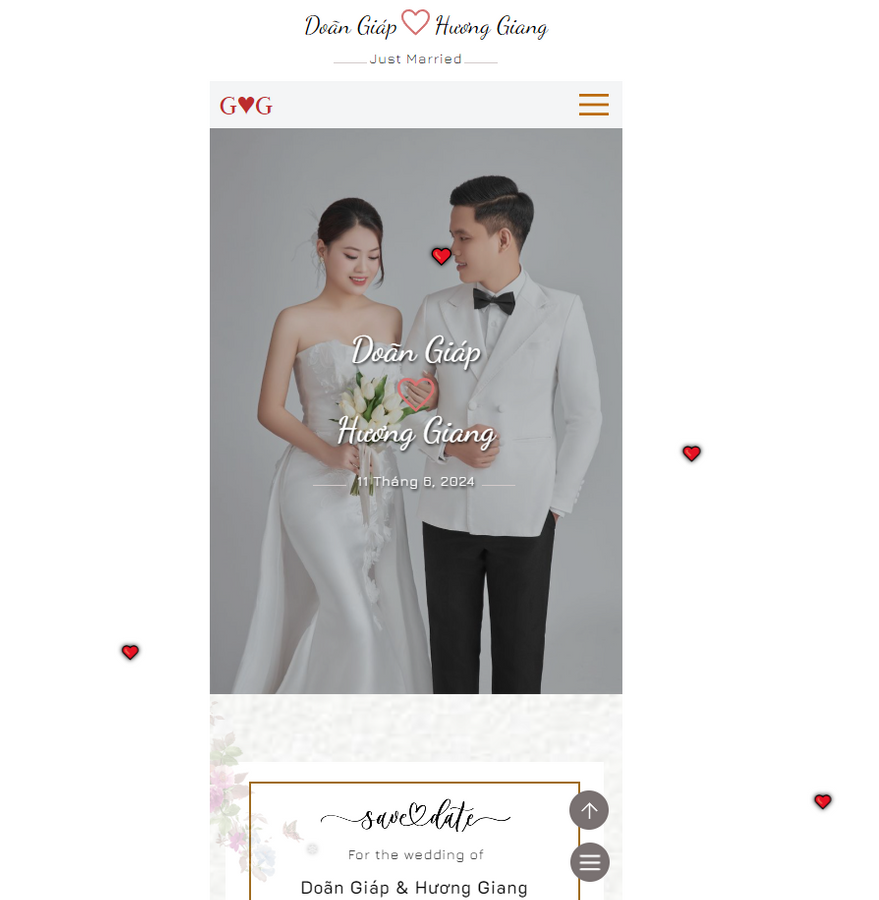 Doãn Giáp Hương Giang
Just Married
G♥G
Doãn Giáp
Hương Giang
11 Tháng 6, 2024
save date
For the wedding of
Doãn Giáp & Hương Giang